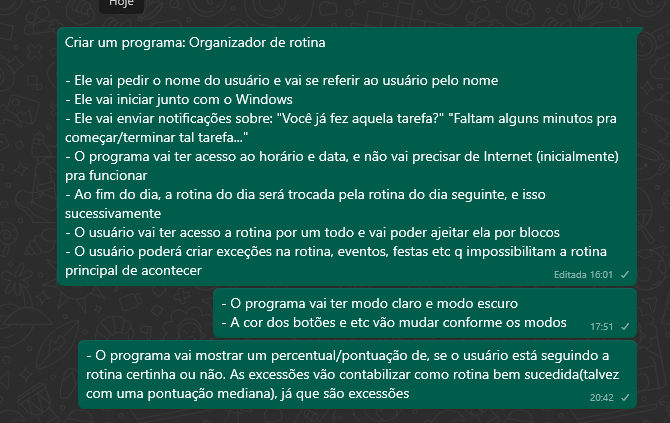 Hoje
Criar um programa: Organizador de rotina
- Ele vai pedir o nome do usuário e vai se referir ao usuário pelo nome
- Ele vai iniciar junto com o Windows
- Ele vai enviar notificações sobre: "Você já fez aquela tarefa?" "Faltam alguns minutos pra
começar/terminar tal tarefa..."
- O programa vai ter acesso ao horário e data, e não vai precisar de Internet (inicialmente)
pra funcionar
- Ao fim do dia, a rotina do dia será trocada pela rotina do dia seguinte, e isso
sucessivamente
- O usuário vai ter acesso a rotina por um todo e vai poder ajeitar ela por blocos
- O usuário poderá criar exceções na rotina, eventos, festas etc q impossibilitam a rotina
principal de acontecer
Editada 16:01
- O programa vai ter modo claro e modo escuro
- A cor dos botões e etc vão mudar conforme os modos
17:51
- O programa vai mostrar um percentual/pontuação de, se o usuário está seguindo a
rotina certinha ou não. As excessões vão contabilizar como rotina bem sucedida(talvez
com uma pontuação mediana), já que são excessões
20:42